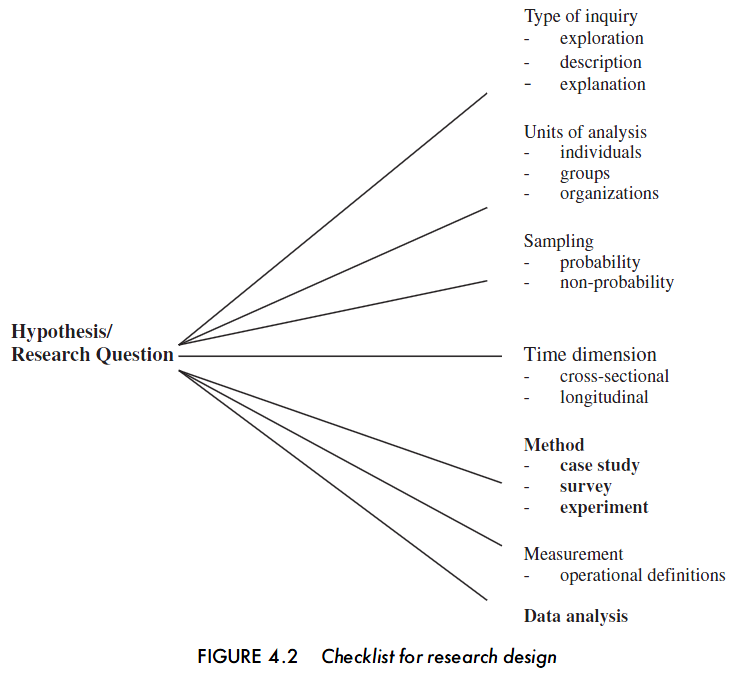 Type of inquiry
- exploration
- description
- explanation
Units of analysis
- individuals
- groups
- organizations
Sampling
- probability
- non-probability
Hypothesis/
Research Question
Time dimension
- cross-sectional
- longitudinal
Method
- case study
- survey
- experiment
Measurement
- operational definitions
Data analysis
FIGURE 4.2 Checklist for research design